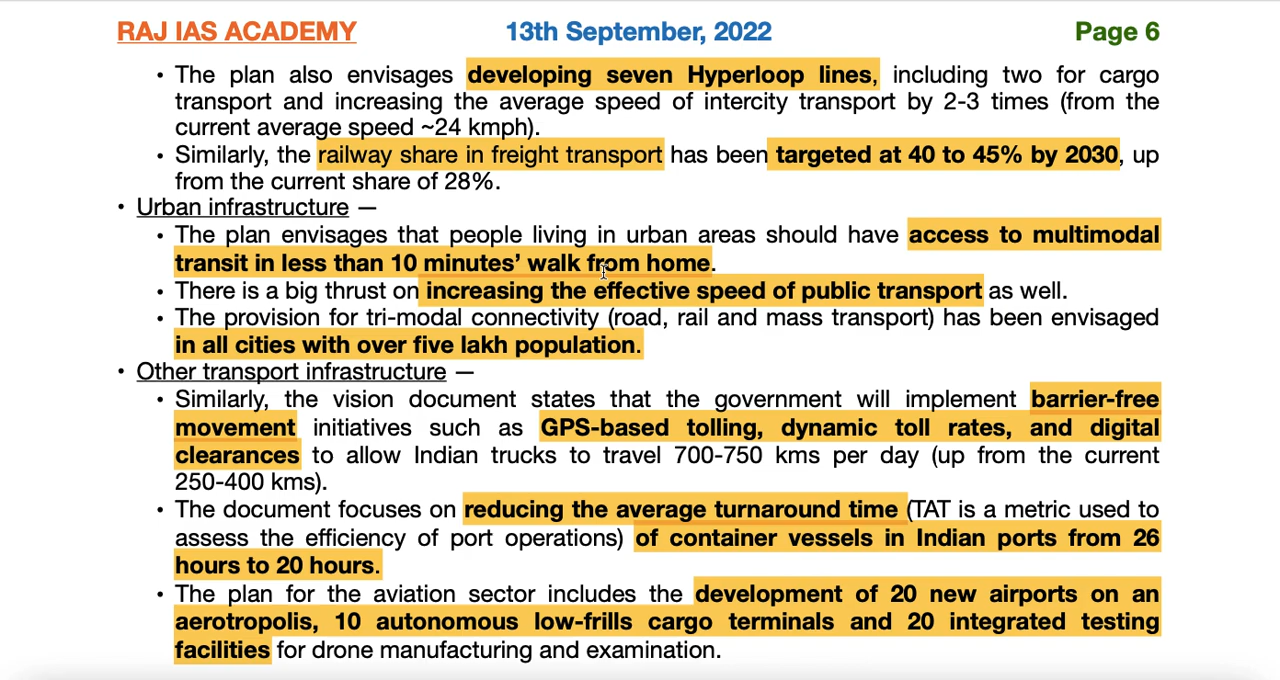 RAJ IAS ACADEMY 13th September, 2022 Page 6
• The plan also envisages developing seven Hyperloop lines, including two for cargo
transport and increasing the average speed of intercity transport by 2-3 times (from the
current average speed ~24 kmph).
• Similarly, the railway share in freight transport has been targeted at 40 to 45% by 2030, up
from the current share of 28%.
• Urban infrastructure —
• The plan envisages that people living in urban areas should have access to multimodal
transit in less than 10 minutes’ walk from home.
• There is a big thrust on increasing the effective speed of public transport as well.
• The provision for tri-modal connectivity (road, rail and mass transport) has been envisaged
in all cities with over five lakh population.
• Other transport infrastructure —
• Similarly, the vision document states that the government will implement barrier-free
movement initiatives such as GPS-based tolling, dynamic toll rates, and digital
clearances to allow Indian trucks to travel 700-750 kms per day (up from the current
250-400 kms).
• The document focuses on reducing the average turnaround time (TAT is a metric used to
assess the efficiency of port operations) of container vessels in Indian ports from 26
hours to 20 hours.
• The plan for the aviation sector includes the development of 20 new airports on an
aerotropolis, 10 autonomous low-frills cargo terminals and 20 integrated testing
facilities for drone manufacturing and examination.